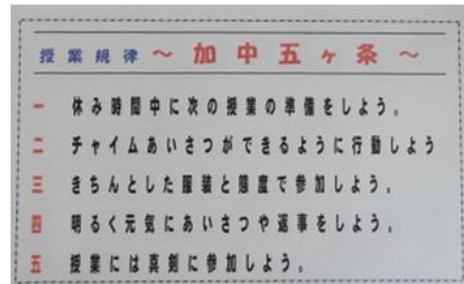 授業規律 ～ 加中五ヶ条 ～
一 休み時間中に次の授業の準備をしよう。
二 チャイムあいさつができるように行動しよう
三 きちんとした服装と態度で参加しよう。
四 明るく元気にあいさつや返事をしよう。
五 授業には真剣に参加しよう。